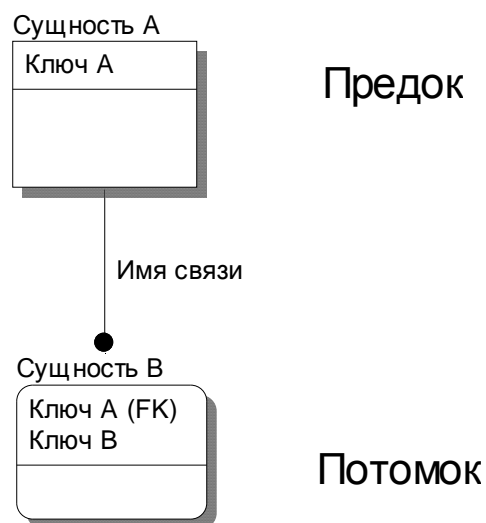 Сущность А
Ключ А
Предок
Имя связи
Сущность В
Ключ А (FK)
Ключ В
Потомок